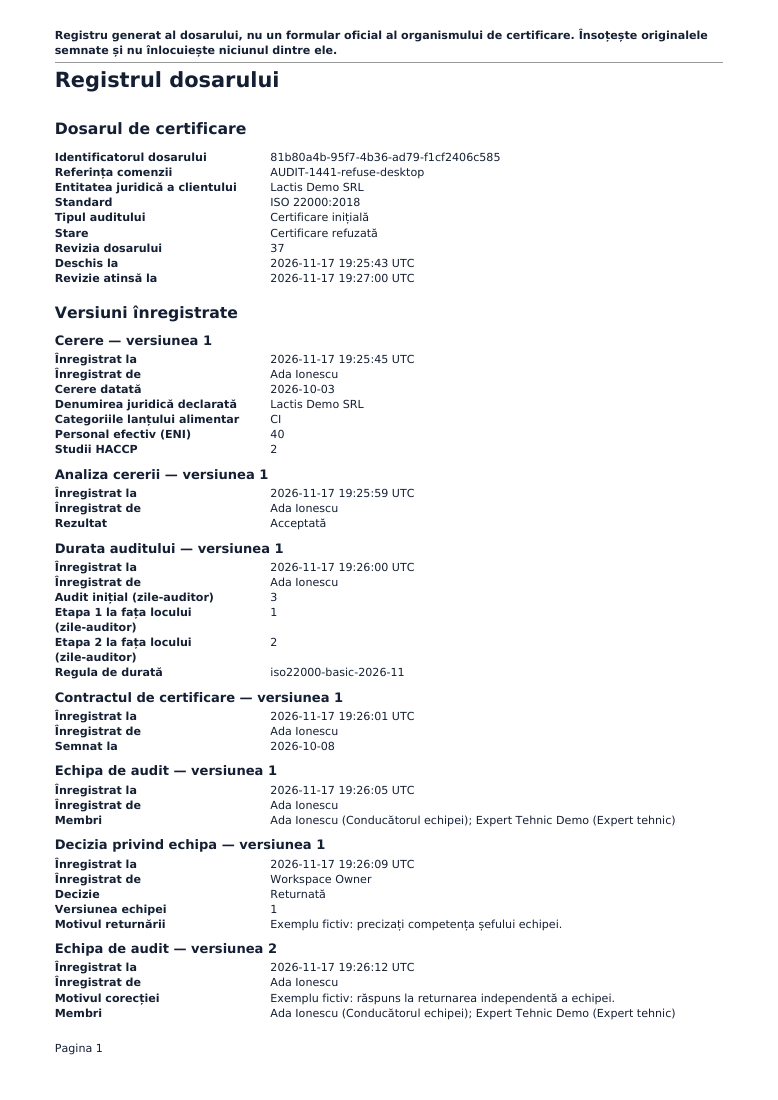 Registru generat al dosarului, nu un formular oficial al organismului de certificare. Însoțește originalele
semnate și nu înlocuiește niciunul dintre ele.
Registrul dosarului
Dosarul de certificare
Identificatorul dosarului 81b80a4b-95f7-4b36-ad79-f1cf2406c585
Referința comenzii AUDIT-1441-refuse-desktop
Entitatea juridică a clientului Lactis Demo SRL
Standard ISO 22000:2018
Tipul auditului Certificare inițială
Stare Certificare refuzată
Revizia dosarului 37
Deschis la 2026-11-17 19:25:43 UTC
Revizie atinsă la 2026-11-17 19:27:00 UTC
Versiuni înregistrate
Cerere — versiunea 1
Înregistrat la 2026-11-17 19:25:45 UTC
Înregistrat de Ada Ionescu
Cerere datată 2026-10-03
Denumirea juridică declarată Lactis Demo SRL
Categoriile lanțului alimentar CI
Personal efectiv (ENI) 40
Studii HACCP 2
Analiza cererii — versiunea 1
Înregistrat la 2026-11-17 19:25:59 UTC
Înregistrat de Ada Ionescu
Rezultat Acceptată
Durata auditului — versiunea 1
Înregistrat la 2026-11-17 19:26:00 UTC
Înregistrat de Ada Ionescu
Audit inițial (zile-auditor) 3
Etapa 1 la fața locului 1
(zile-auditor)
Etapa 2 la fața locului 2
(zile-auditor)
Regula de durată iso22000-basic-2026-11
Contractul de certificare — versiunea 1
Înregistrat la 2026-11-17 19:26:01 UTC
Înregistrat de Ada Ionescu
Semnat la 2026-10-08
Echipa de audit — versiunea 1
Înregistrat la 2026-11-17 19:26:05 UTC
Înregistrat de Ada Ionescu
Membri Ada Ionescu (Conducătorul echipei); Expert Tehnic Demo (Expert tehnic)
Decizia privind echipa — versiunea 1
Înregistrat la 2026-11-17 19:26:09 UTC
Înregistrat de Workspace Owner
Decizie Returnată
Versiunea echipei 1
Motivul returnării Exemplu fictiv: precizați competența șefului echipei.
Echipa de audit — versiunea 2
Înregistrat la 2026-11-17 19:26:12 UTC
Înregistrat de Ada Ionescu
Motivul corecției Exemplu fictiv: răspuns la returnarea independentă a echipei.
Membri Ada Ionescu (Conducătorul echipei); Expert Tehnic Demo (Expert tehnic)
Pagina 1